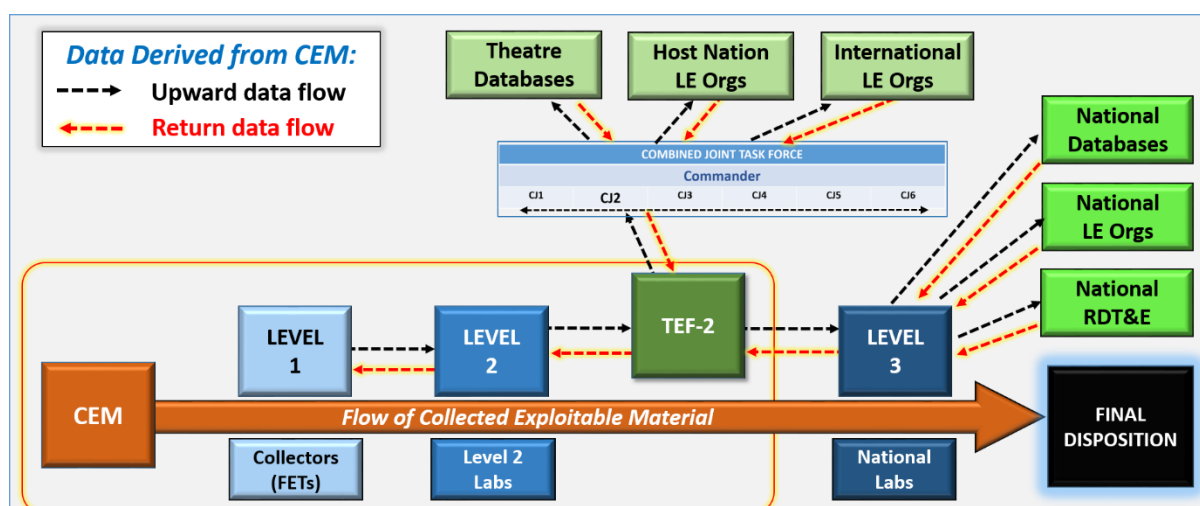 Data Derived from CEM:
Upward data flow
Return data flow
Theatre
Databases
Host Nation
LE Orgs
International
LE Orgs
National
Databases
COMBINED JOINT TASK FORCE
Commander
CJ1 CJ2 CJ3 CJ4 CJ5 CJ6
National
LE Orgs
National
RDT&E
LEVEL
1
LEVEL
2
TEF-2
LEVEL
3
CEM
Flow of Collected Exploitable Material
FINAL
DISPOSITION
Collectors
(FETs)
Level 2
Labs
National
Labs